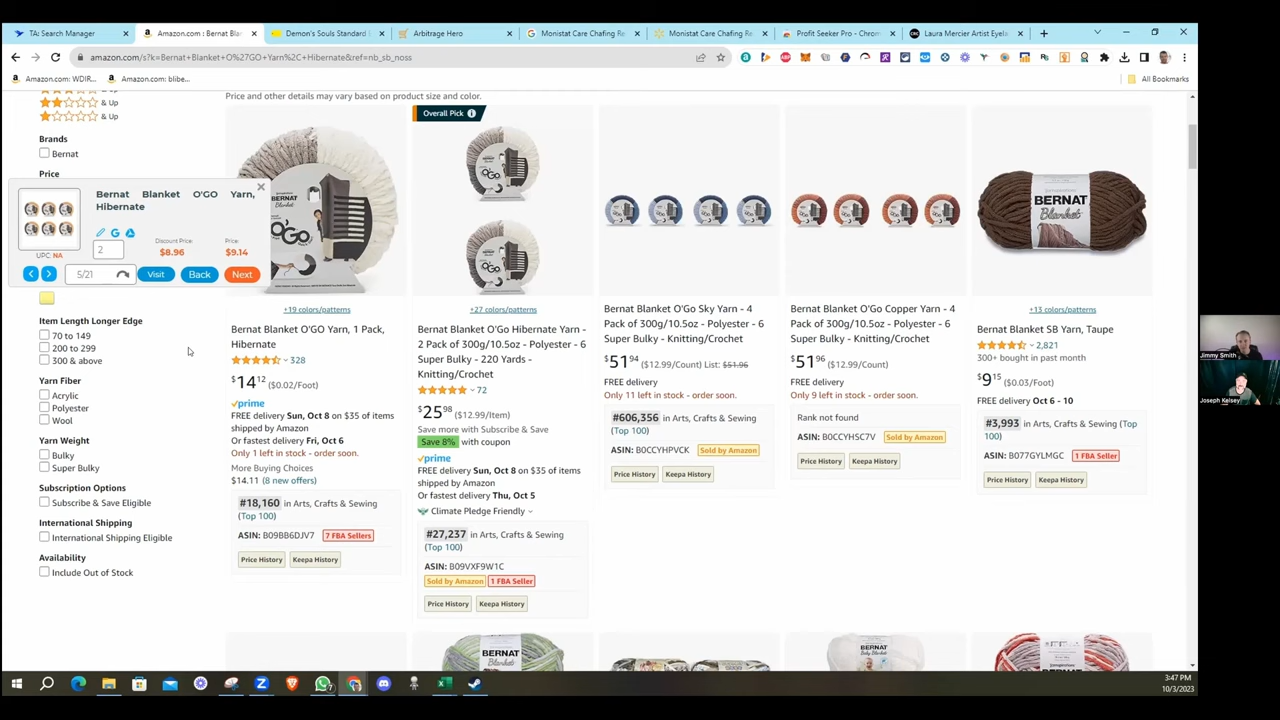 TA: Search Manager
Amazon.com : Bernat Bla
Demon's Souls Standard
Arbitrage Hero
Monistat Care Chafing Re
Monistat Care Chafing Re
Profit Seeker Pro - Chrom
Laura Mercier Artist Eyel
amazon.com/s?k=Bernat+Blanket+O%27GO+Yarn%2C+Hibernate&ref=nb_sb_noss
Amazon.com: WDIR...
Amazon.com : blibe...
All Bookmarks
& Up
& Up
& Up
Brands
Bernat
Price
Bernat Blanket O'GO Yarn,
Hibernate
2
Discount Price:
$8.96
Price:
$9.14
UPC: NA
5/21
Visit
Back
Next
Item Length Longer Edge
70 to 149
200 to 299
300 & above
Yarn Fiber
Acrylic
Polyester
Wool
Yarn Weight
Bulky
Super Bulky
Subscription Options
Subscribe & Save Eligible
International Shipping
International Shipping Eligible
Availability
Include Out of Stock
Price and other details may vary based on product size and color.
+19 colors/patterns
Bernat Blanket O'GO Yarn, 1 Pack,
Hibernate
328
$14.12 ($0.02/Foot)
prime
FREE delivery Sun, Oct 8 on $35 of items
shipped by Amazon
Or fastest delivery Fri, Oct 6
Only 1 left in stock - order soon.
More Buying Choices
$14.11 (8 new offers)
#18,160 in Arts, Crafts & Sewing
(Top 100)
ASIN: B09BB6DJV7 7 FBA Sellers
Price History Keepa History
Overall Pick
+27 colors/patterns
Bernat Blanket O'Go Hibernate Yarn -
2 Pack of 300g/10.5oz - Polyester - 6
Super Bulky - 220 Yards -
Knitting/Crochet
72
$25.98 ($12.99/Item)
Save more with Subscribe & Save
Save 8% with coupon
prime
FREE delivery Sun, Oct 8 on $35 of items
shipped by Amazon
Or fastest delivery Thu, Oct 5
Climate Pledge Friendly
#27,237 in Arts, Crafts & Sewing
(Top 100)
ASIN: B09VXF9W1C
Sold by Amazon 1 FBA Seller
Price History Keepa History
Bernat Blanket O'Go Sky Yarn - 4
Pack of 300g/10.5oz - Polyester - 6
Super Bulky - Knitting/Crochet
$51.94 ($12.99/Count) List: $51.96
FREE delivery
Only 11 left in stock - order soon.
#606,356 in Arts, Crafts & Sewing
(Top 100)
ASIN: B0CCYHPVCK Sold by Amazon
Price History Keepa History
Bernat Blanket O'Go Copper Yarn - 4
Pack of 300g/10.5oz - Polyester - 6
Super Bulky - Knitting/Crochet
$51.96 ($12.99/Count)
FREE delivery
Only 9 left in stock - order soon.
Rank not found
ASIN: B0CCYHSC7V Sold by Amazon
Price History Keepa History
BERNAT
Blanket
+13 colors/patterns
Bernat Blanket SB Yarn, Taupe
2,821
300+ bought in past month
$9.15 ($0.03/Foot)
FREE delivery Oct 6 - 10
#3,993 in Arts, Crafts & Sewing (Top
100)
ASIN: B077GYLMGC 1 FBA Seller
Price History Keepa History
BERNAT
Jimmy Smith
Joseph Kelsey
3:47 PM
10/3/2023